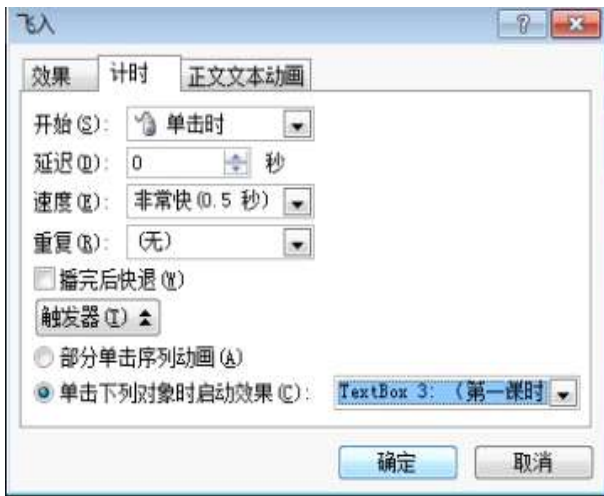 飞入
效果 计时 正文文本动画
开始(S): 单击时
延迟(D): 0 秒
速度(E): 非常快(0.5 秒)
重复(R): (无)
播完后快退(W)
触发器(T)
部分单击序列动画(A)
单击下列对象时启动效果(C): TextBox 3: (第一课时
确定 取消